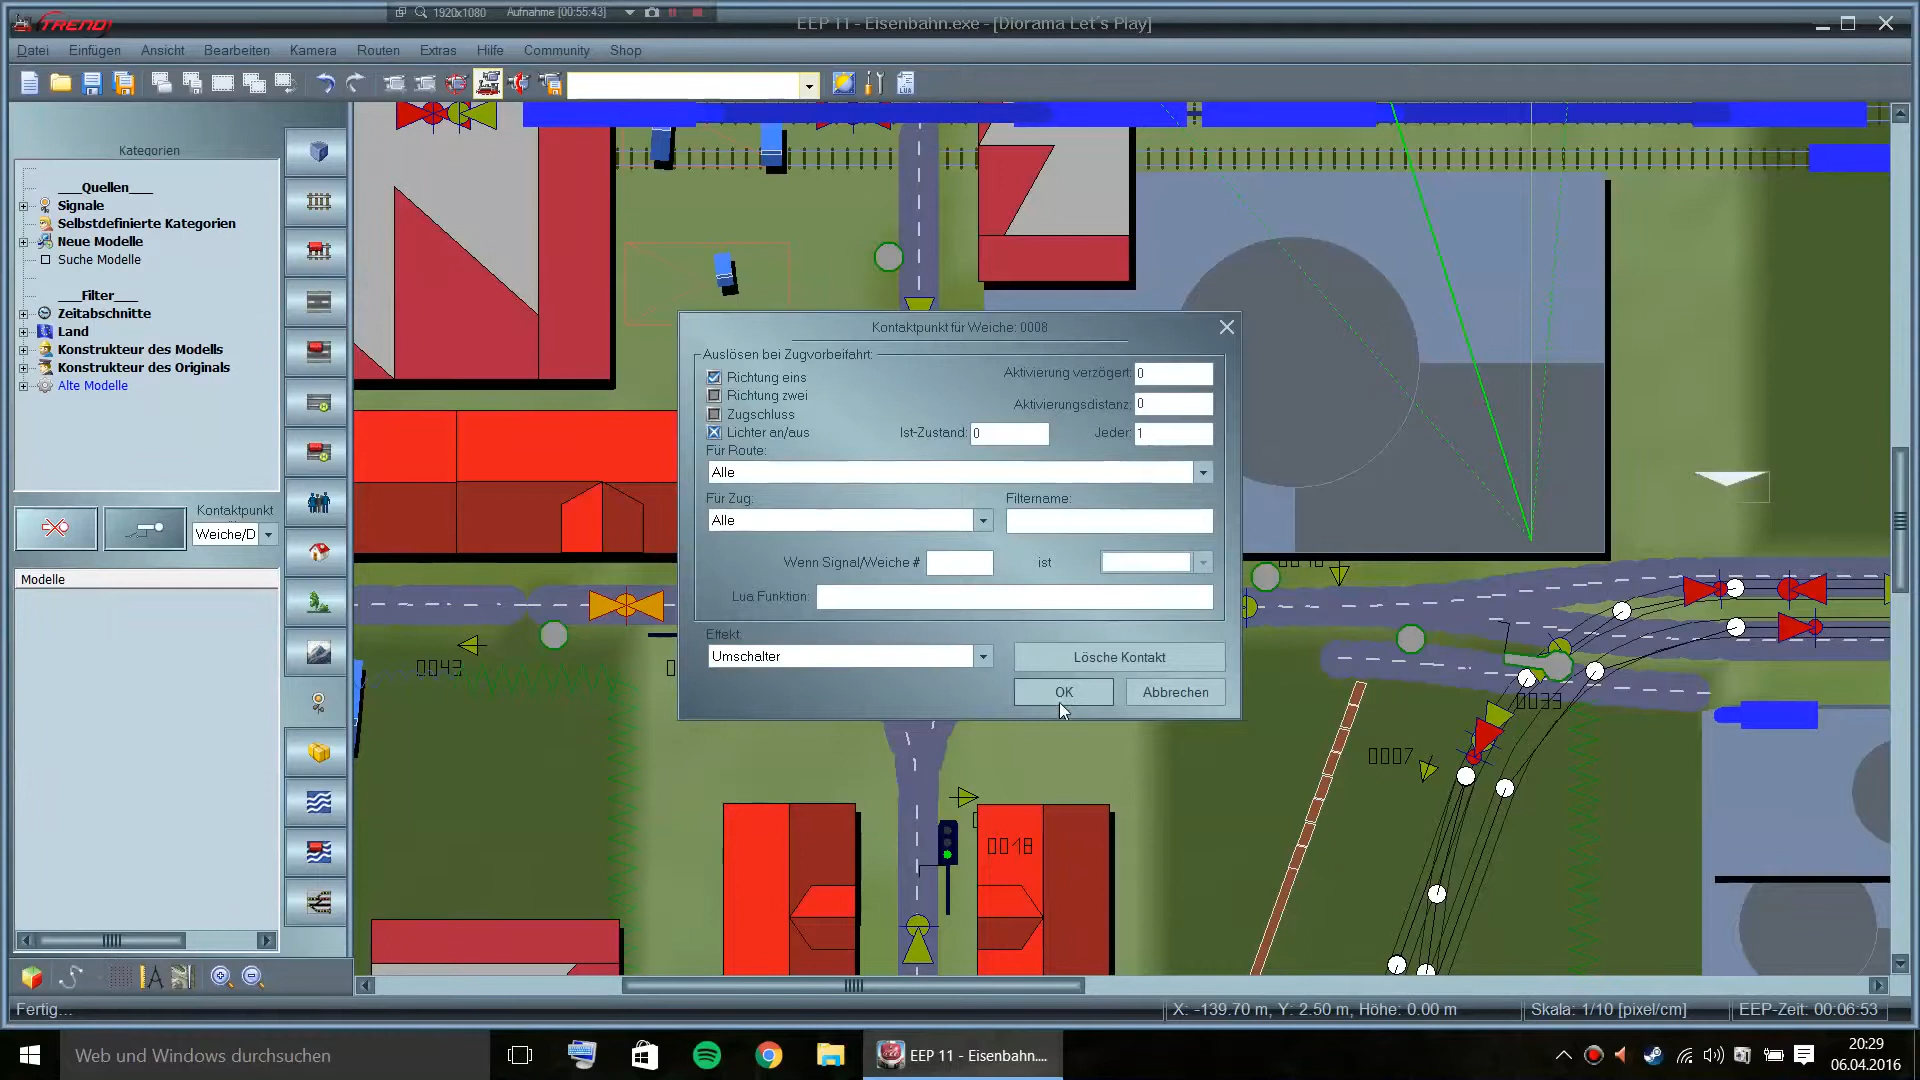 1920x1080 Aufnahme [00:55:43]
TREND
EEP 11 - Eisenbahn.exe - [Diorama Let´s Play]
Datei Einfügen Ansicht Bearbeiten Kamera Routen Extras Hilfe Community Shop
LUA
Kategorien
___Quellen___
Signale
Selbstdefinierte Kategorien
Neue Modelle
Suche Modelle
___Filter___
Zeitabschnitte
Land
Konstrukteur des Modells
Konstrukteur des Originals
Alte Modelle
Kontaktpunkt
Weiche/D
Modelle
Kontaktpunkt für Weiche: 0008
Auslösen bei Zugvorbeifahrt:
Richtung eins
Richtung zwei
Zugschluss
Lichter an/aus
Aktivierung verzögert: 0
Aktivierungsdistanz: 0
Ist-Zustand: 0
Jeder: 1
Für Route:
Alle
Für Zug:
Alle
Filtername:
Wenn Signal/Weiche #
ist
Lua Funktion:
Effekt:
Umschalter
Lösche Kontakt
OK
Abbrechen
0043
0033
0007
0018
Fertig...
X: -139.70 m, Y: 2.50 m, Höhe: 0.00 m
Skala: 1/10 [pixel/cm]
EEP-Zeit: 00:06:53
Web und Windows durchsuchen
EEP 11 - Eisenbahn....
20:29
06.04.2016